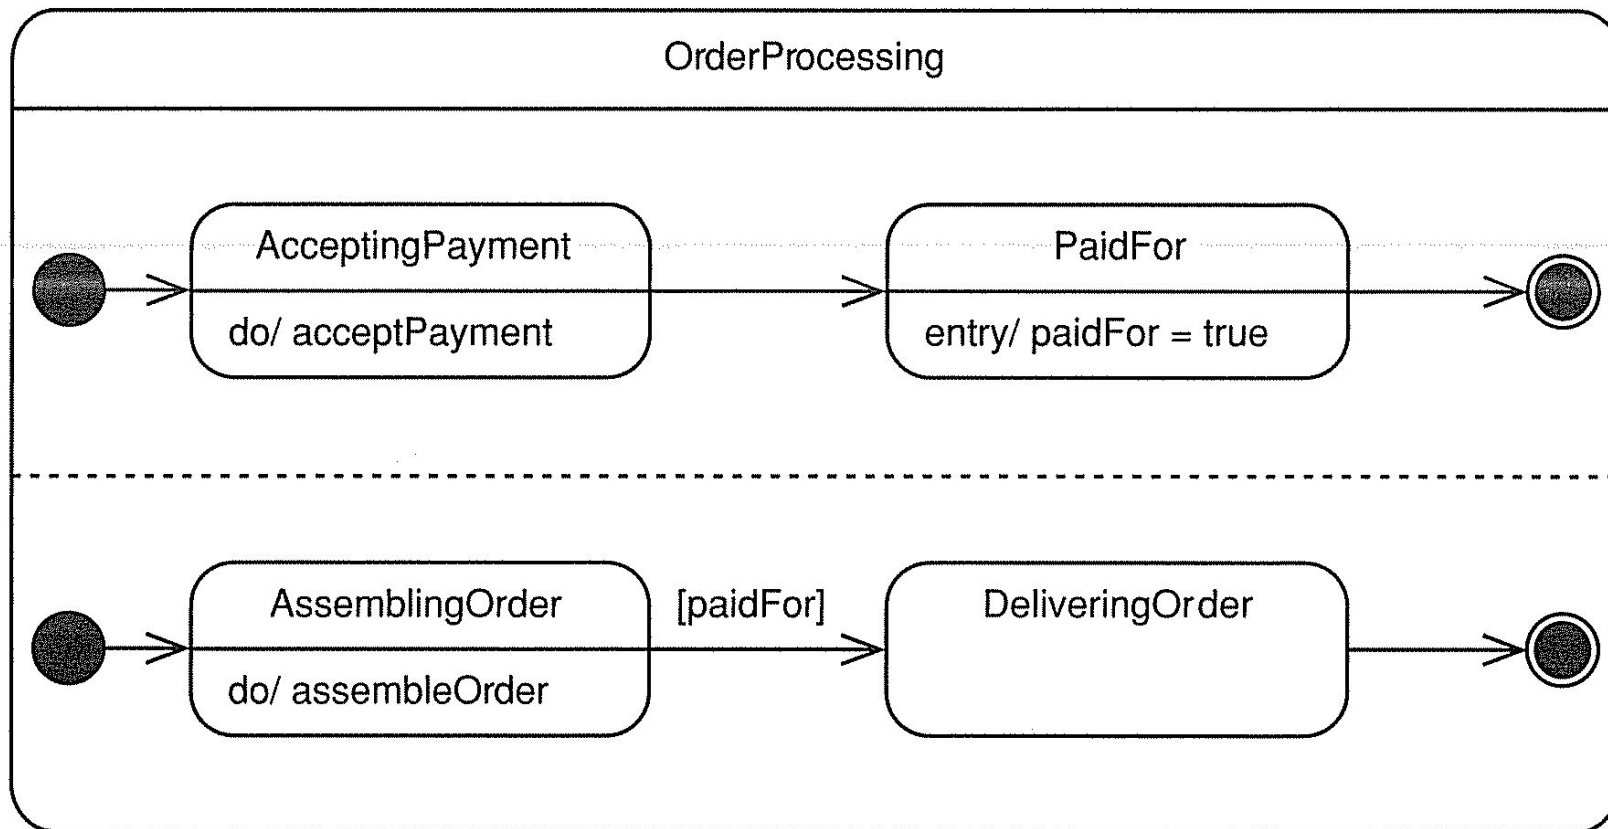 OrderProcessing
AcceptingPayment
do/ acceptPayment
PaidFor
entry/ paidFor = true
AssemblingOrder
do/ assembleOrder
[paidFor]
DeliveringOrder